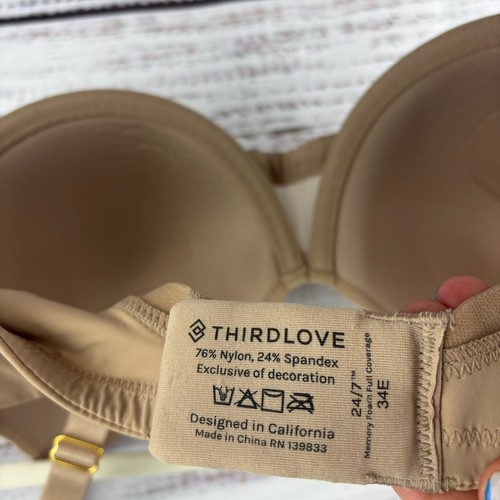 THIRDLOVE
76% Nylon, 24% Spandex
Exclusive of decoration
Designed in California
Made in China RN 139833
24/7™
Memory Foam Full Coverage
34E